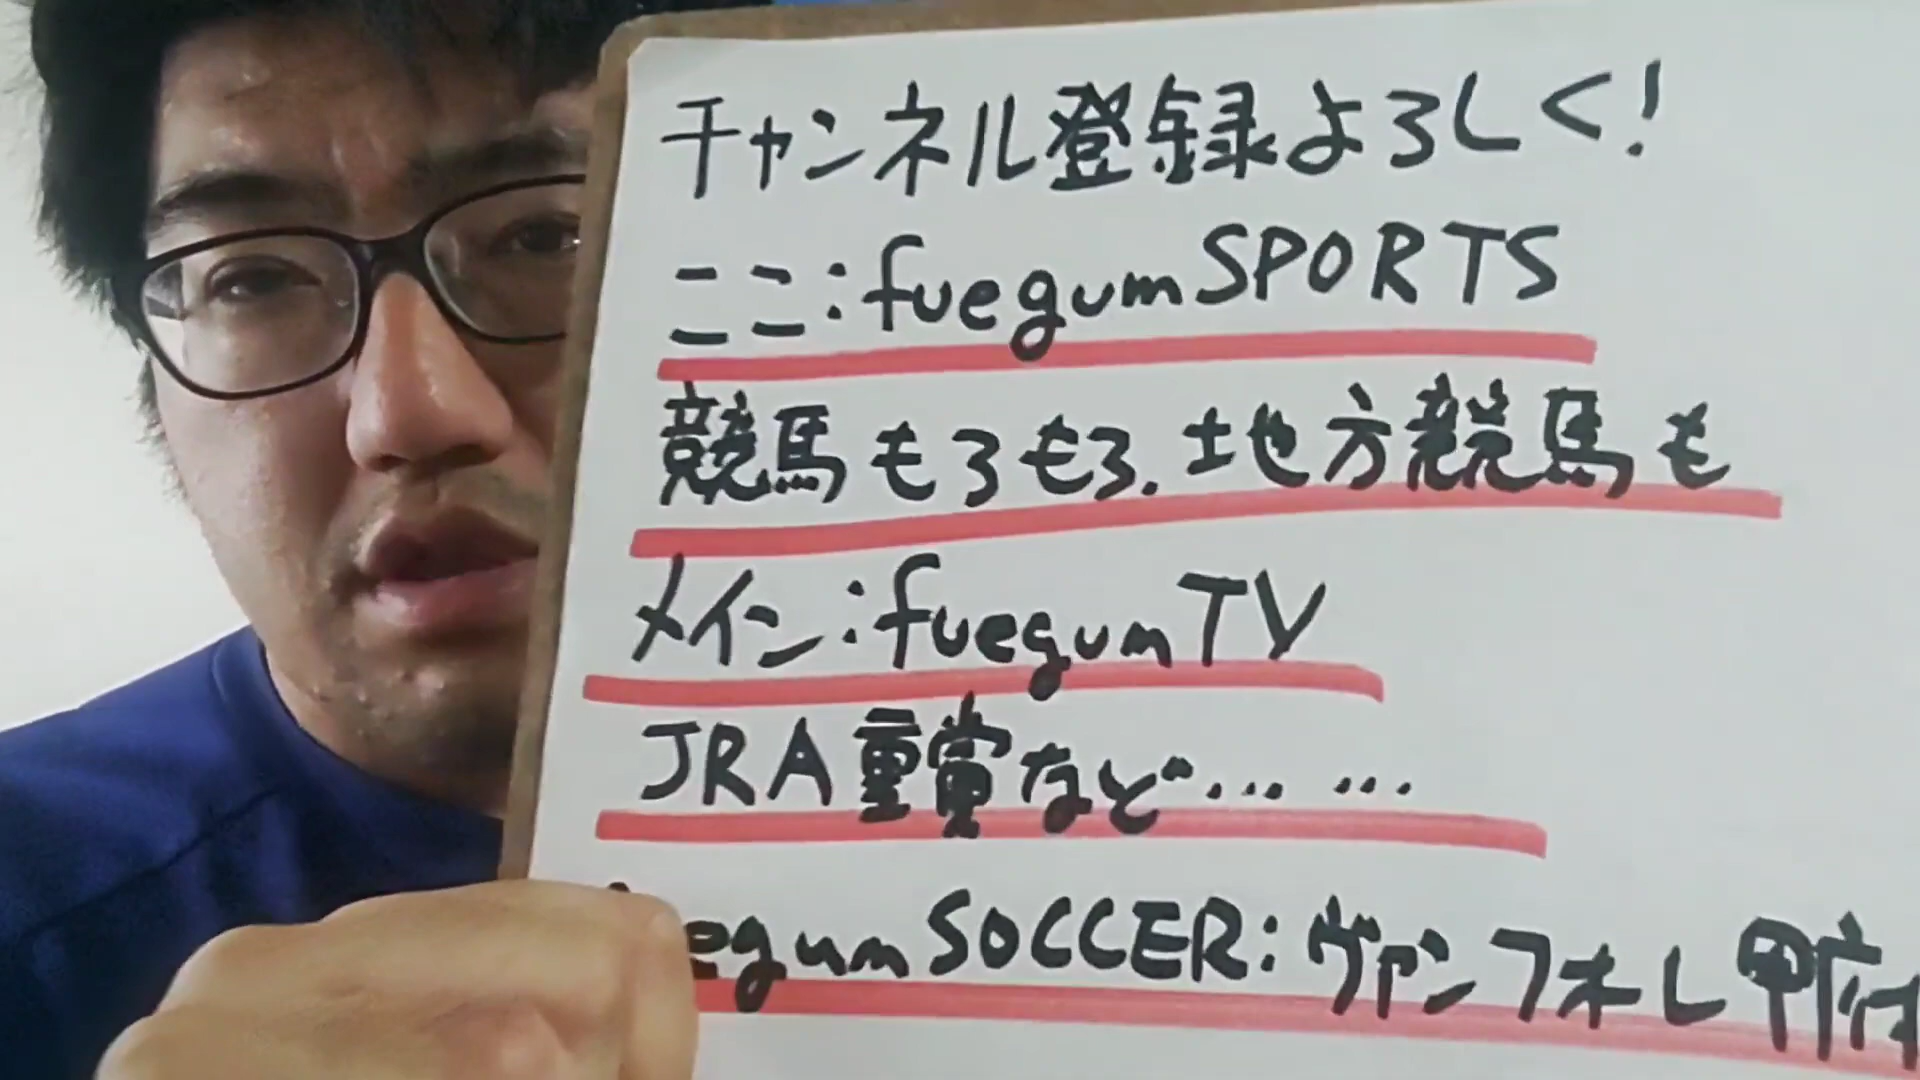 チャンネル登録よろしく!
ここ:fuegumSPORTS
競馬もろもろ.地方競馬も
メイン:fuegumTV
JRA重賞など... ...
egumSOCCER:ヴァンフォレ甲府